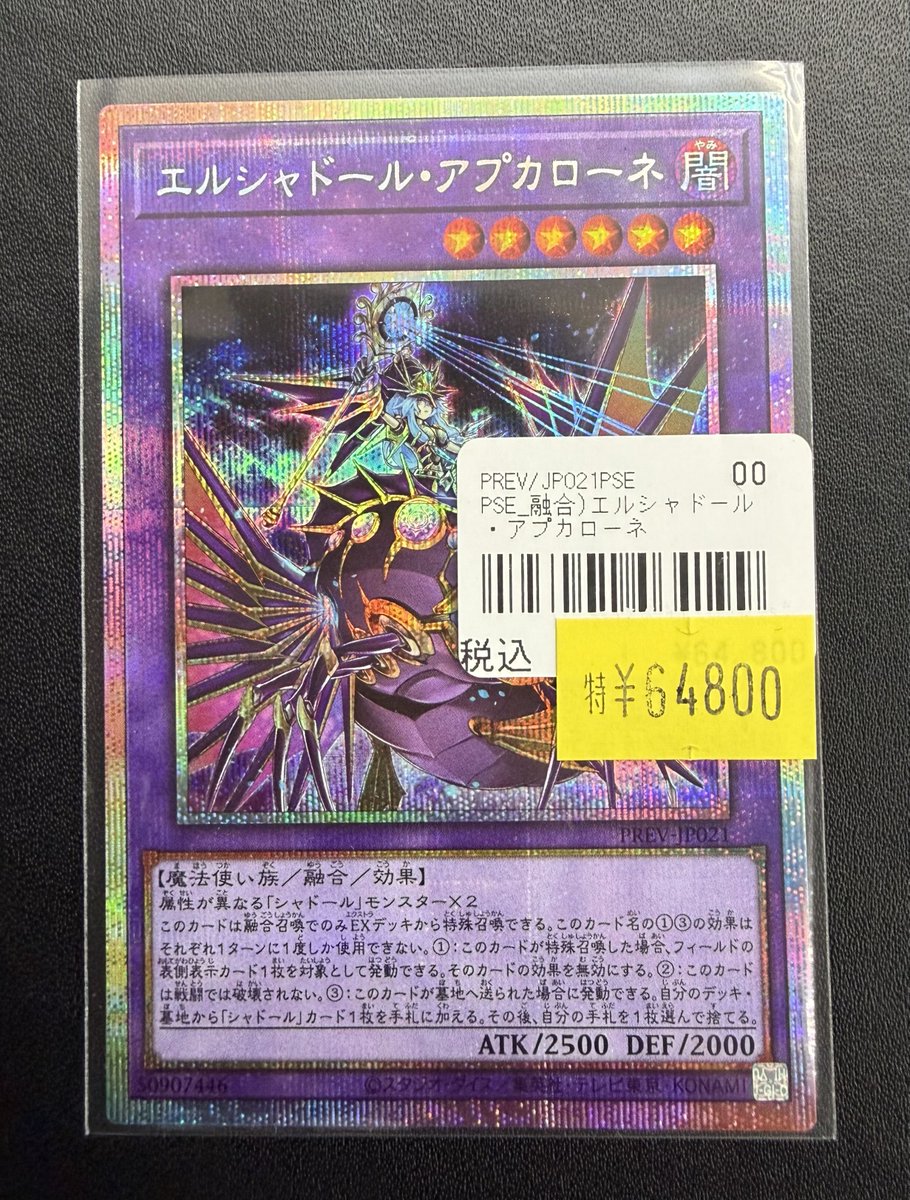 エルシャドール・アプカローネ
やみ
闇
PREV/JP021PSE 00
PSE_融合)エルシャドール
・アプカローネ
税込
特¥64800
PREV-JP021
【魔法使い族／融合／効果】
属性が異なる「シャドール」モンスター×2
このカードは融合召喚でのみEXデッキから特殊召喚できる。このカード名の①③の効果は
それぞれ1ターンに1度しか使用できない。①：このカードが特殊召喚した場合、フィールドの
表側表示カード1枚を対象として発動できる。そのカードの効果を無効にする。②：このカード
は戦闘では破壊されない。③：このカードが墓地へ送られた場合に発動できる。自分のデッキ・
墓地から「シャドール」カード1枚を手札に加える。その後、自分の手札を1枚選んで捨てる。
ATK/2500 DEF/2000
50907446
©スタジオ・ダイス／集英社・テレビ東京・KONAMI